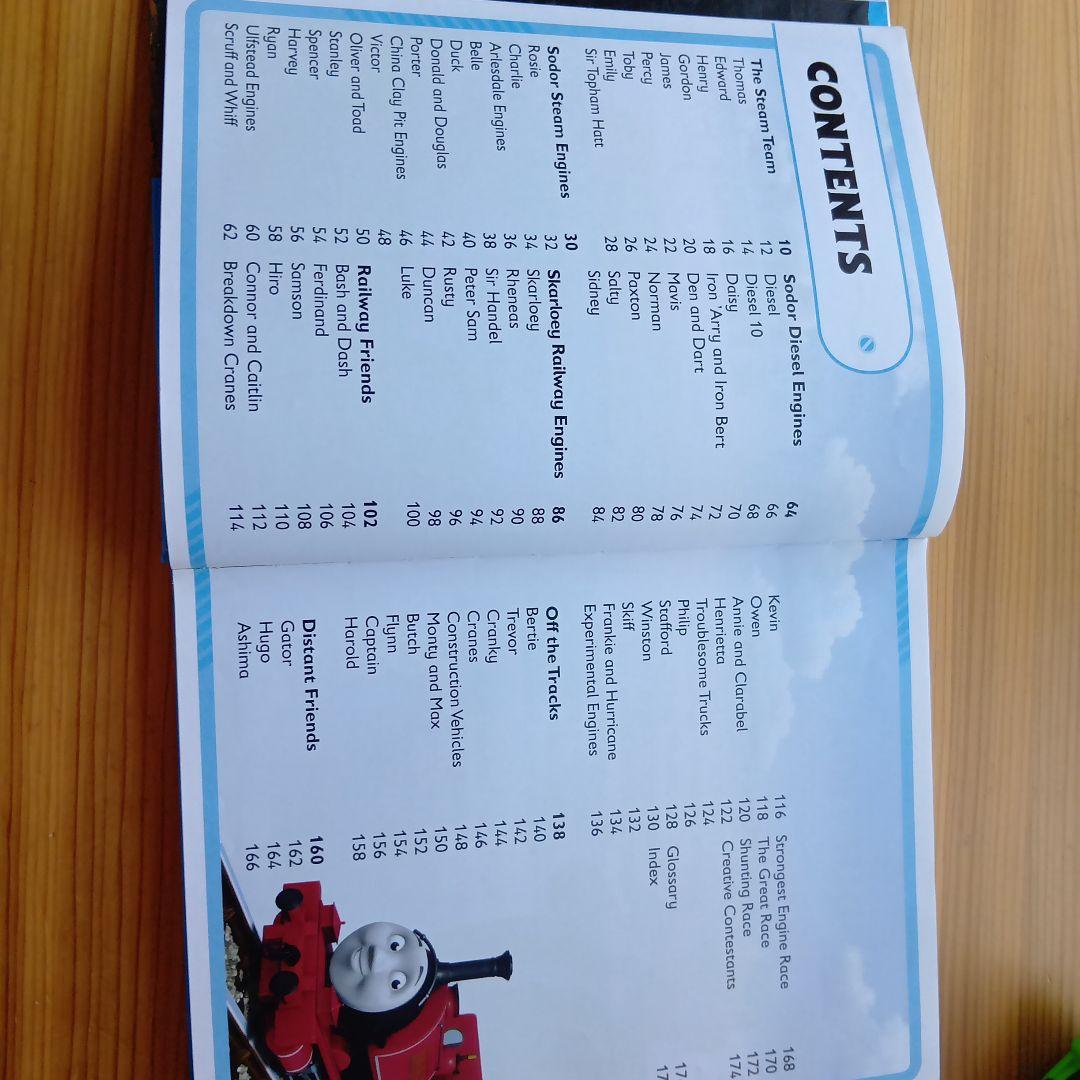 CONTENTS
The Steam Team 10
Thomas 12
Edward 14
Henry 16
Gordon 18
James 20
Percy 22
Toby 24
Emily 26
Sir Topham Hatt 28
Sodor Steam Engines 30
Rosie 32
Charlie 34
Arlesdale Engines 36
Belle 38
Duck 40
Donald and Douglas 42
Porter 44
China Clay Pit Engines 46
Victor 48
Oliver and Toad 50
Stanley 52
Spencer 54
Harvey 56
Ryan 58
Ulfstead Engines 60
Scruff and Whiff 62
Sodor Diesel Engines 64
Diesel 66
Diesel 10 68
Daisy 70
Iron 'Arry and Iron Bert 72
Den and Dart 74
Mavis 76
Norman 78
Paxton 80
Salty 82
Sidney 84
Skarloey Railway Engines 86
Skarloey 88
Rheneas 90
Sir Handel 92
Peter Sam 94
Rusty 96
Duncan 98
Luke 100
Railway Friends 102
Bash and Dash 104
Ferdinand 106
Samson 108
Hiro 110
Connor and Caitlin 112
Breakdown Cranes 114
Kevin 116
Owen 118
Annie and Clarabel 120
Henrietta 122
Troublesome Trucks 124
Philip 126
Stafford 128
Winston 130
Skiff 132
Frankie and Hurricane 134
Experimental Engines 136
Off the Tracks 138
Bertie 140
Trevor 142
Cranky 144
Cranes 146
Construction Vehicles 148
Monty and Max 150
Butch 152
Flynn 154
Captain 156
Harold 158
Distant Friends 160
Gator 162
Hugo 164
Ashima 166
Strongest Engine Race 168
The Great Race 170
Shunting Race 172
Creative Contestants 174
Glossary
Index